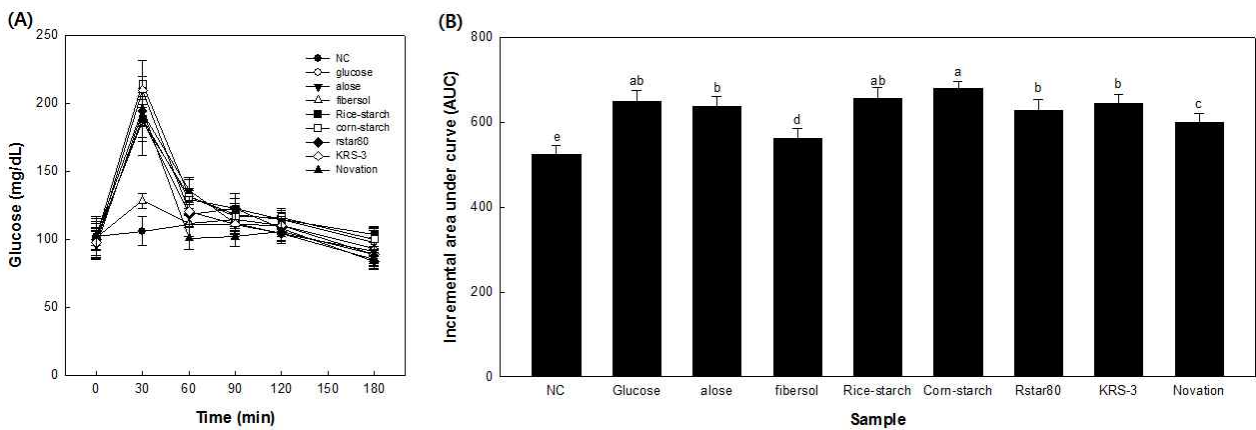 (A)
250
200
150
100
50
0
Glucose (mg/dL)
NC
glucose
alose
fibersol
Rice-starch
corn-starch
rstar80
KRS-3
Novation
0 30 60 90 120 150 180
Time (min)
(B)
800
600
400
200
0
Incremental area under curve (AUC)
e ab b d ab a b b c
NC Glucose alose fibersol Rice-starch Corn-starch Rstar80 KRS-3 Novation
Sample